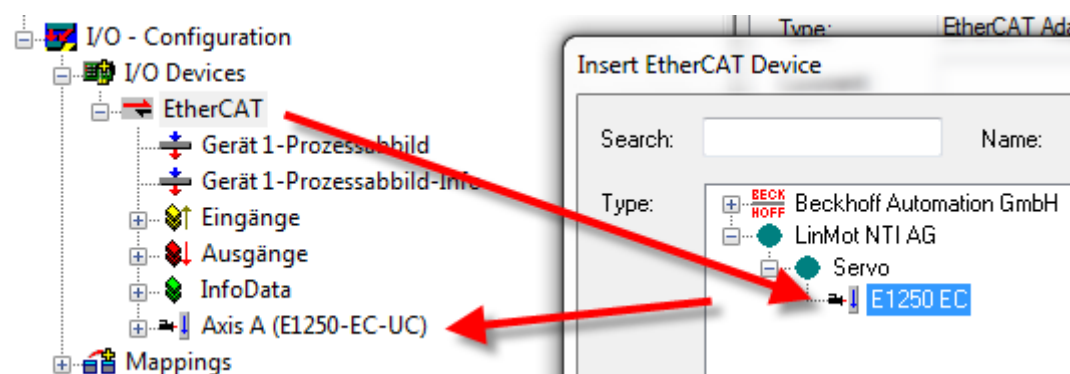 I/O - Configuration
I/O Devices
EtherCAT
Gerät 1-Prozessabbild
Gerät 1-Prozessabbild-Info
Eingänge
Ausgänge
InfoData
Axis A (E1250-EC-UC)
Mappings
Type: EtherCAT Ada
Insert EtherCAT Device
Search: Name:
Type:
BECK
HOFF
Beckhoff Automation GmbH
LinMot NTI AG
Servo
E1250 EC